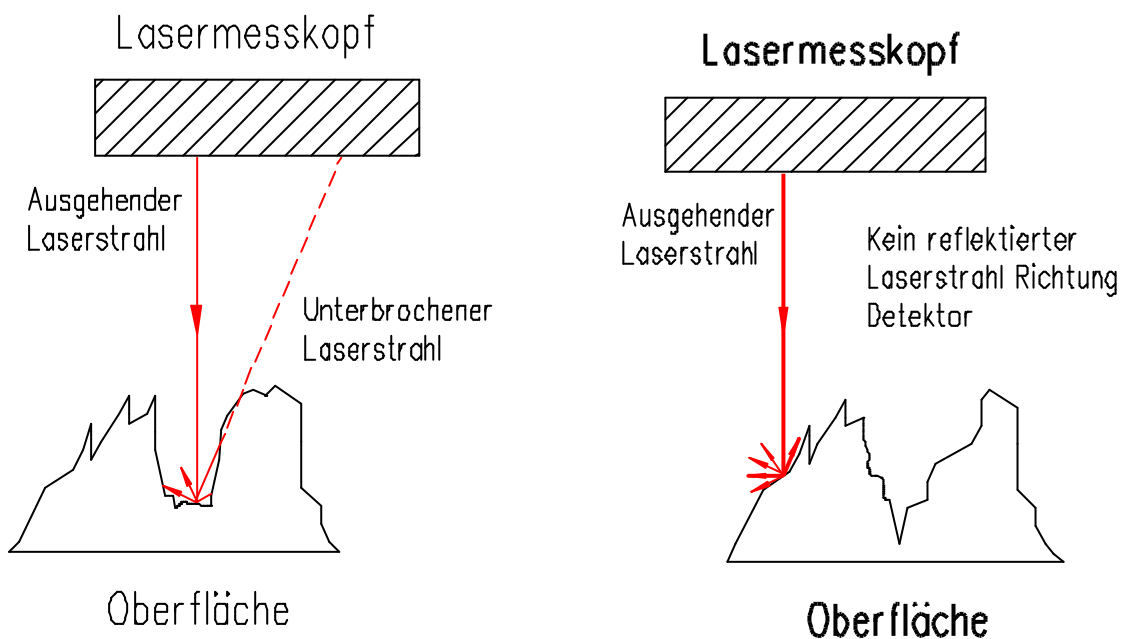 Lasermesskopf
Ausgehender
Laserstrahl
Unterbrochener
Laserstrahl
Oberfläche
Lasermesskopf
Ausgehender
Laserstrahl
Kein reflektierter
Laserstrahl Richtung
Detektor
Oberfläche